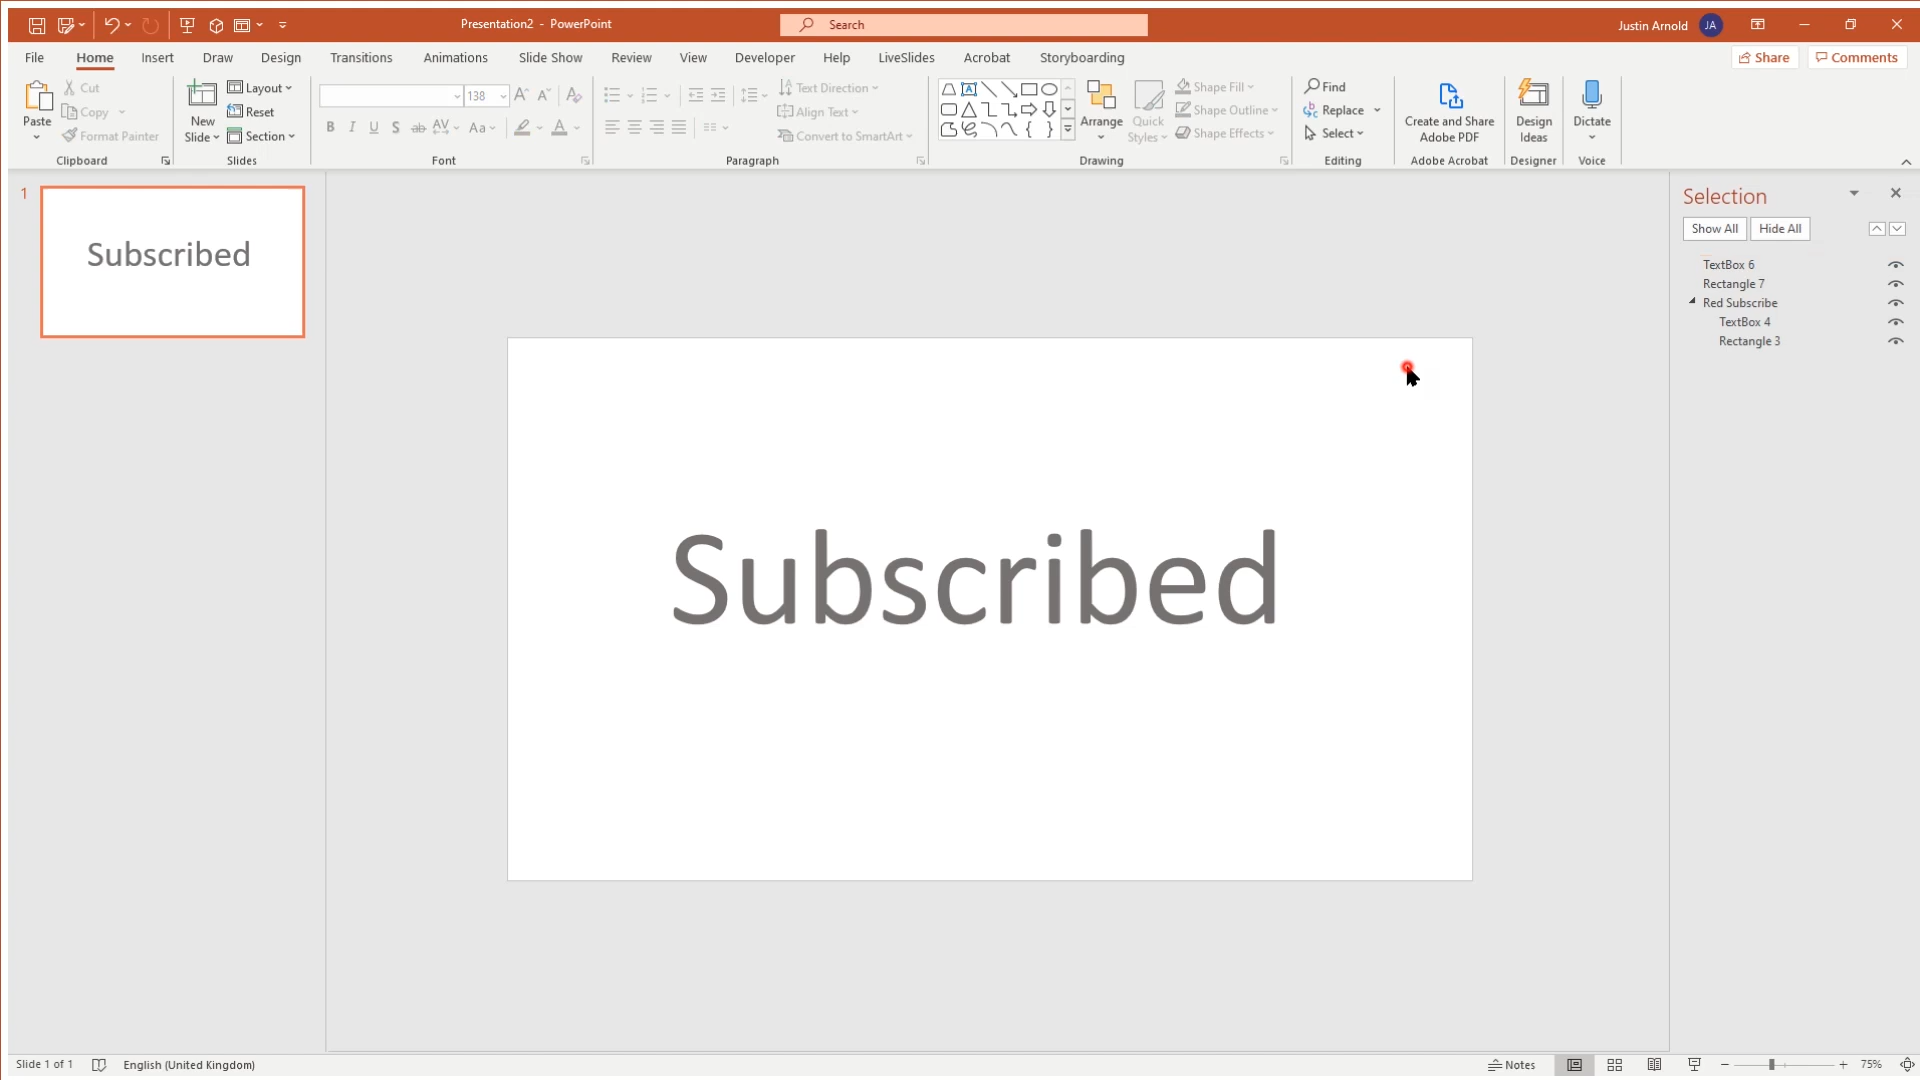 Presentation2 - PowerPoint
Search
Justin Arnold JA
File Home Insert Draw Design Transitions Animations Slide Show Review View Developer Help LiveSlides Acrobat Storyboarding
Share Comments
Paste
Cut
Copy
Format Painter
Clipboard
New
Slide
Layout
Reset
Section
Slides
138
B I U S ab AV Aa A
Font
Text Direction
Align Text
Convert to SmartArt
Paragraph
Arrange
Quick
Styles
Shape Fill
Shape Outline
Shape Effects
Drawing
Find
Replace
Select
Editing
Create and Share
Adobe PDF
Adobe Acrobat
Design
Ideas
Designer
Dictate
Voice
1
Subscribed
Subscribed
Selection
Show All Hide All
TextBox 6
Rectangle 7
Red Subscribe
TextBox 4
Rectangle 3
Slide 1 of 1 English (United Kingdom)
Notes 75%